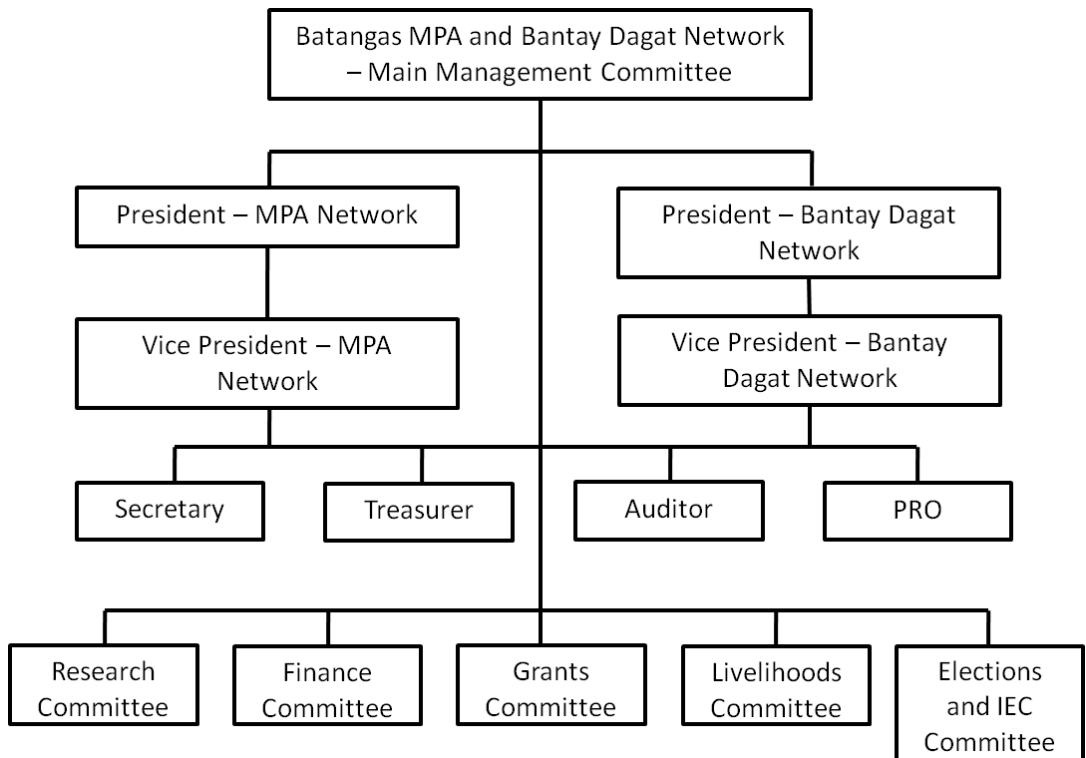 Batangas MPA and Bantay Dagat Network
– Main Management Committee
President – MPA Network
President – Bantay Dagat
Network
Vice President – MPA
Network
Vice President – Bantay
Dagat Network
Secretary
Treasurer
Auditor
PRO
Research
Committee
Finance
Committee
Grants
Committee
Livelihoods
Committee
Elections
and IEC
Committee